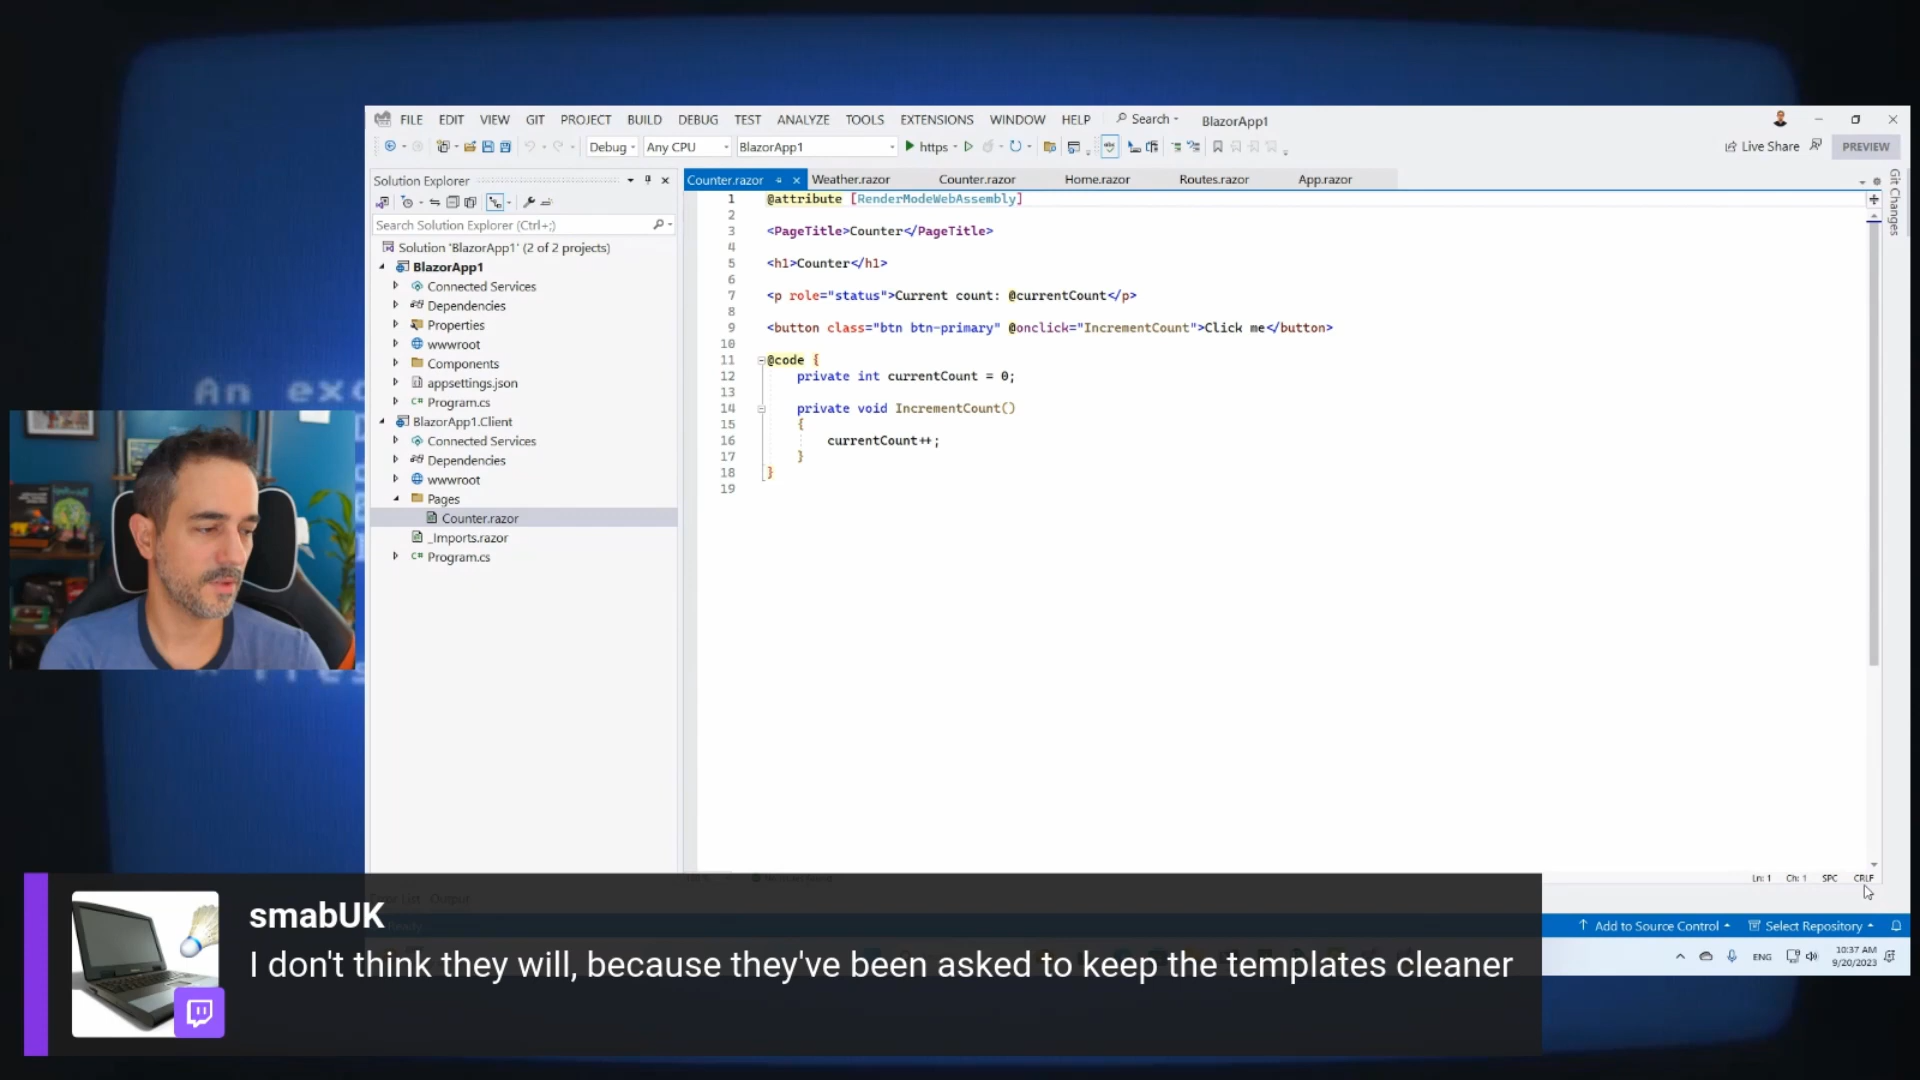 FILE EDIT VIEW GIT PROJECT BUILD DEBUG TEST ANALYZE TOOLS EXTENSIONS WINDOW HELP Search BlazorApp1
Debug Any CPU BlazorApp1 https Live Share PREVIEW
Solution Explorer
Search Solution Explorer (Ctrl+;)
Solution 'BlazorApp1' (2 of 2 projects)
BlazorApp1
Connected Services
Dependencies
Properties
wwwroot
Components
appsettings.json
C# Program.cs
BlazorApp1.Client
Connected Services
Dependencies
wwwroot
Pages
Counter.razor
_Imports.razor
C# Program.cs
Counter.razor Weather.razor Counter.razor Home.razor Routes.razor App.razor
1 @attribute [RenderModeWebAssembly]
2
3 <PageTitle>Counter</PageTitle>
4
5 <h1>Counter</h1>
6
7 <p role="status">Current count: @currentCount</p>
8
9 <button class="btn btn-primary" @onclick="IncrementCount">Click me</button>
10
11 @code {
12 private int currentCount = 0;
13
14 private void IncrementCount()
15 {
16 currentCount++;
17 }
18 }
19
Git Changes
Ln: 1 Ch: 1 SPC CRLF
Add to Source Control Select Repository
ENG 10:37 AM
9/20/2023
An exc
smabUK
I don't think they will, because they've been asked to keep the templates cleaner